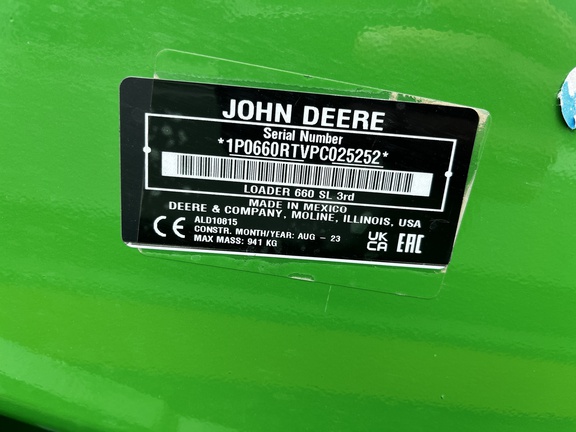 JOHN DEERE
Serial Number
*1P0660RTVPC025252*
LOADER 660 SL 3rd
MADE IN MEXICO
DEERE & COMPANY, MOLINE, ILLINOIS, USA
ALD10815
CONSTR. MONTH/YEAR: AUG - 23
MAX MASS: 941 KG
CE
UK
CA
EAC